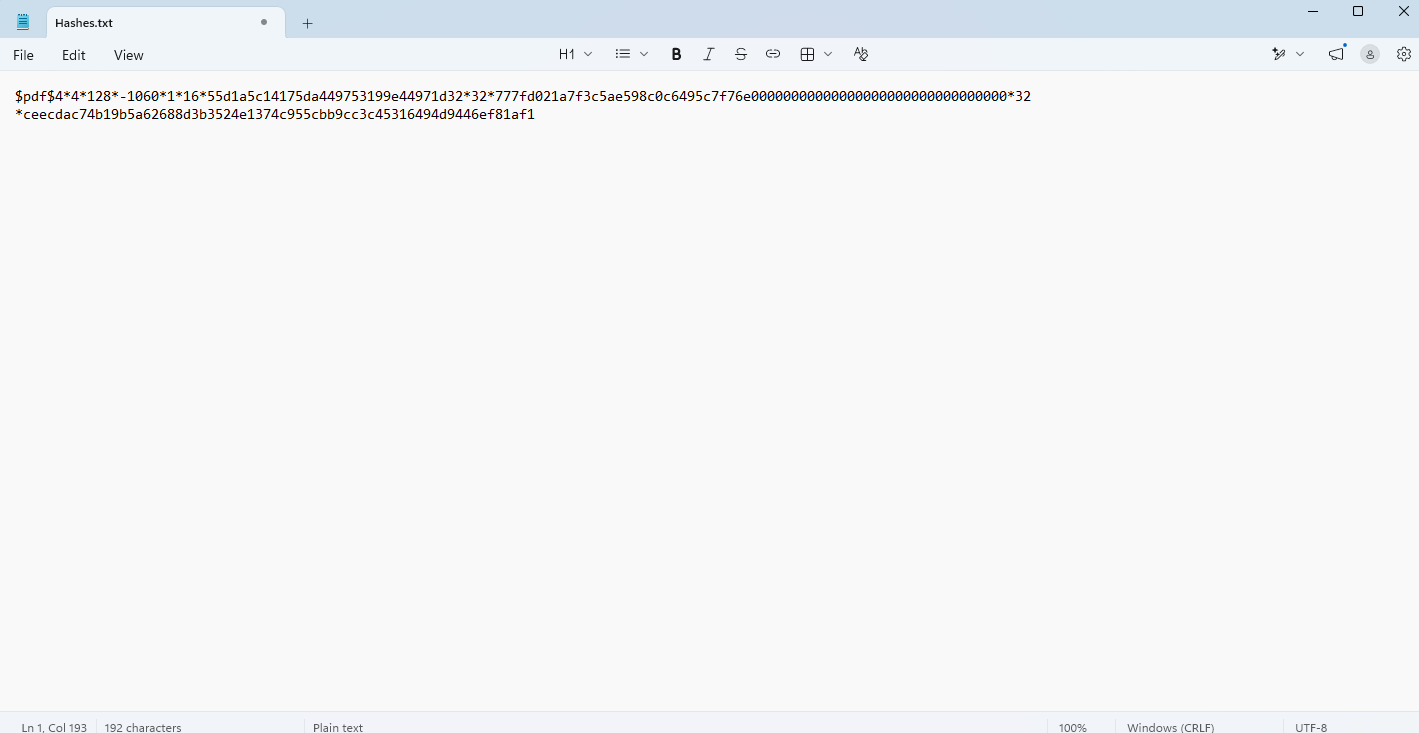 Hashes.txt
File Edit View H1 B I S
$pdf$4*4*128*-1060*1*16*55d1a5c14175da449753199e44971d32*32*777fd021a7f3c5ae598c0c6495c7f76e00000000000000000000000000000000*32
*ceecdac74b19b5a62688d3b3524e1374c955cbb9cc3c45316494d9446ef81af1
Ln 1, Col 193 192 characters Plain text 100% Windows (CRLF) UTF-8